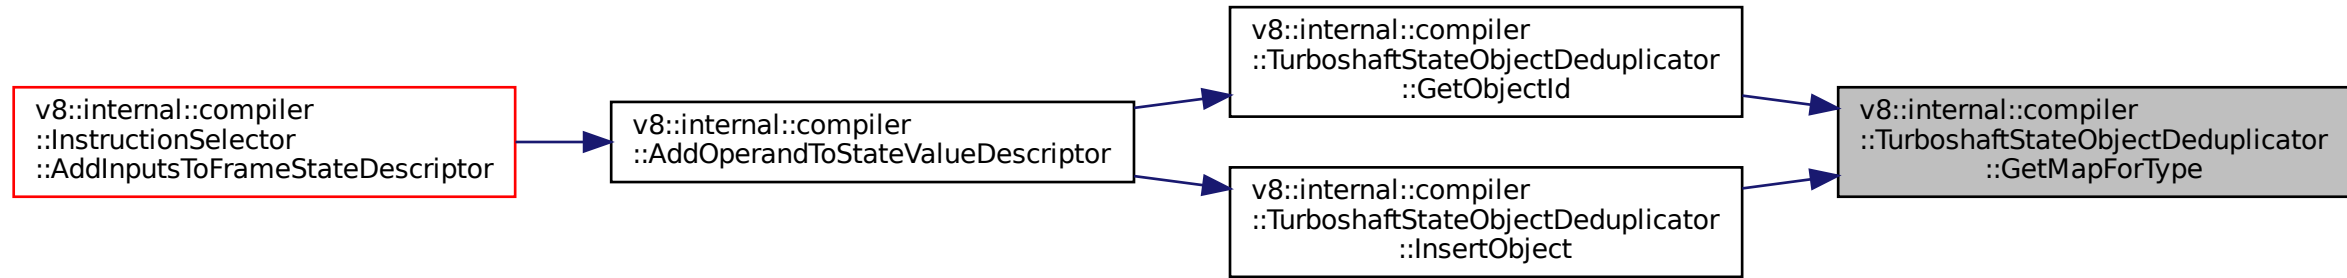 v8::internal::compiler
::InstructionSelector
::AddInputsToFrameStateDescriptor
v8::internal::compiler
::AddOperandToStateValueDescriptor
v8::internal::compiler
::TurboshaftStateObjectDeduplicator
::GetObjectId
v8::internal::compiler
::TurboshaftStateObjectDeduplicator
::InsertObject
v8::internal::compiler
::TurboshaftStateObjectDeduplicator
::GetMapForType